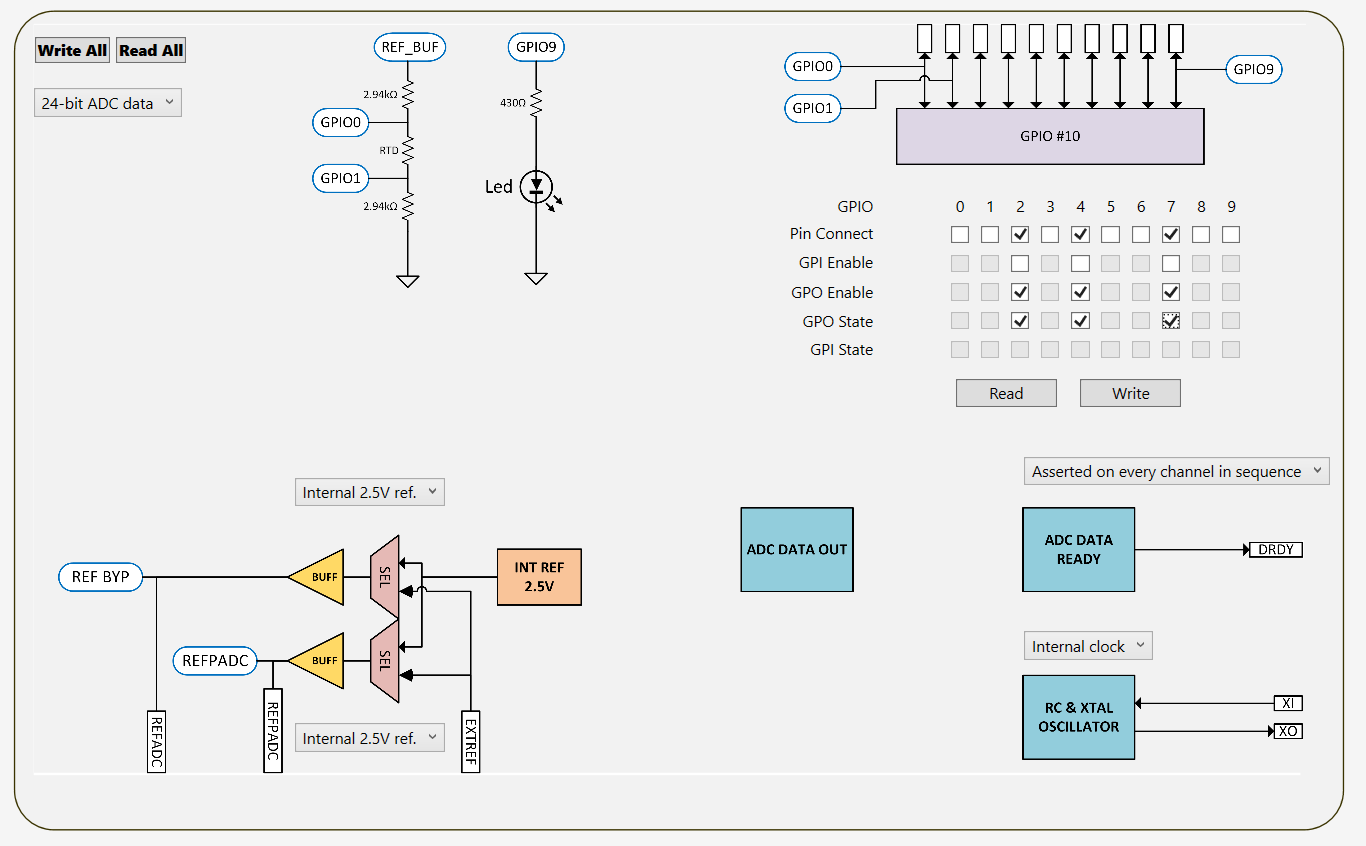 Write All Read All
24-bit ADC data
REF_BUF
2.94kΩ
GPIO0
RTD
GPIO1
2.94kΩ
GPIO9
430Ω
Led
GPIO0
GPIO1
GPIO9
GPIO #10
GPIO 0 1 2 3 4 5 6 7 8 9
Pin Connect
GPI Enable
GPO Enable
GPO State
GPI State
Read Write
Internal 2.5V ref.
REF BYP
BUFF
SEL
INT REF
2.5V
REFPADC
BUFF
SEL
REFADC
REFPADC
Internal 2.5V ref.
EXTREF
ADC DATA OUT
Asserted on every channel in sequence
ADC DATA
READY
DRDY
Internal clock
RC & XTAL
OSCILLATOR
XI
XO